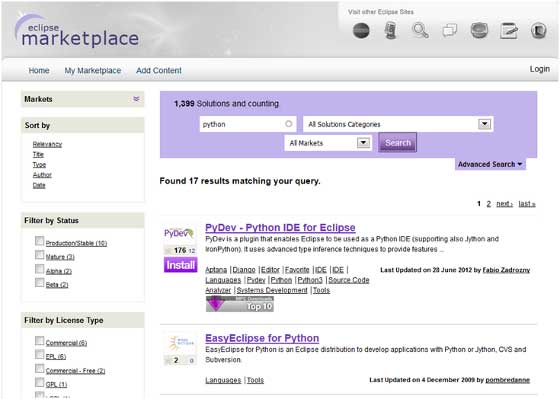 Visit other Eclipse Sites
eclipse
marketplace
Home My Marketplace Add Content Login
Markets
Sort by
Relevancy
Title
Type
Author
Date
Filter by Status
Production/Stable (10)
Mature (3)
Alpha (2)
Beta (2)
Filter by License Type
Commercial (6)
EPL (6)
Commercial - Free (2)
GPL (1)
1,399 Solutions and counting.
python All Solutions Categories
All Markets Search
Advanced Search
Found 17 results matching your query.
1 2 next › last »
PyDev
176 12
Install
PyDev - Python IDE for Eclipse
PyDev is a plugin that enables Eclipse to be used as a Python IDE (supporting also Jython and
IronPython). It uses advanced type inference techniques to provide features ...
Aptana | Django | Editor | Favorite | IDE | IDE |
Languages | Pydev | Python | Python3 | Source Code
Analyzer | Systems Development | Tools
Last Updated on 28 June 2012 by Fabio Zadrozny
MPC Downloads
Top 10
2 0
EasyEclipse for Python
EasyEclipse for Python is an Eclipse distribution to develop applications with Python or Jython, CVS and
Subversion.
Languages | Tools
Last Updated on 4 December 2009 by pombredanne